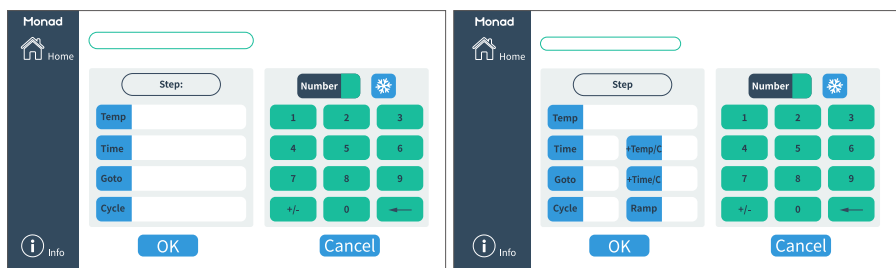 Monad
Home
Step:
Number
Temp
1 2 3
Time
4 5 6
Goto
7 8 9
Cycle
+/- 0
OK
Cancel
Info
Monad
Home
Step
Number
Temp
1 2 3
Time +Temp/C
4 5 6
Goto +Time/C
7 8 9
Cycle Ramp
+/- 0
OK
Cancel
Info